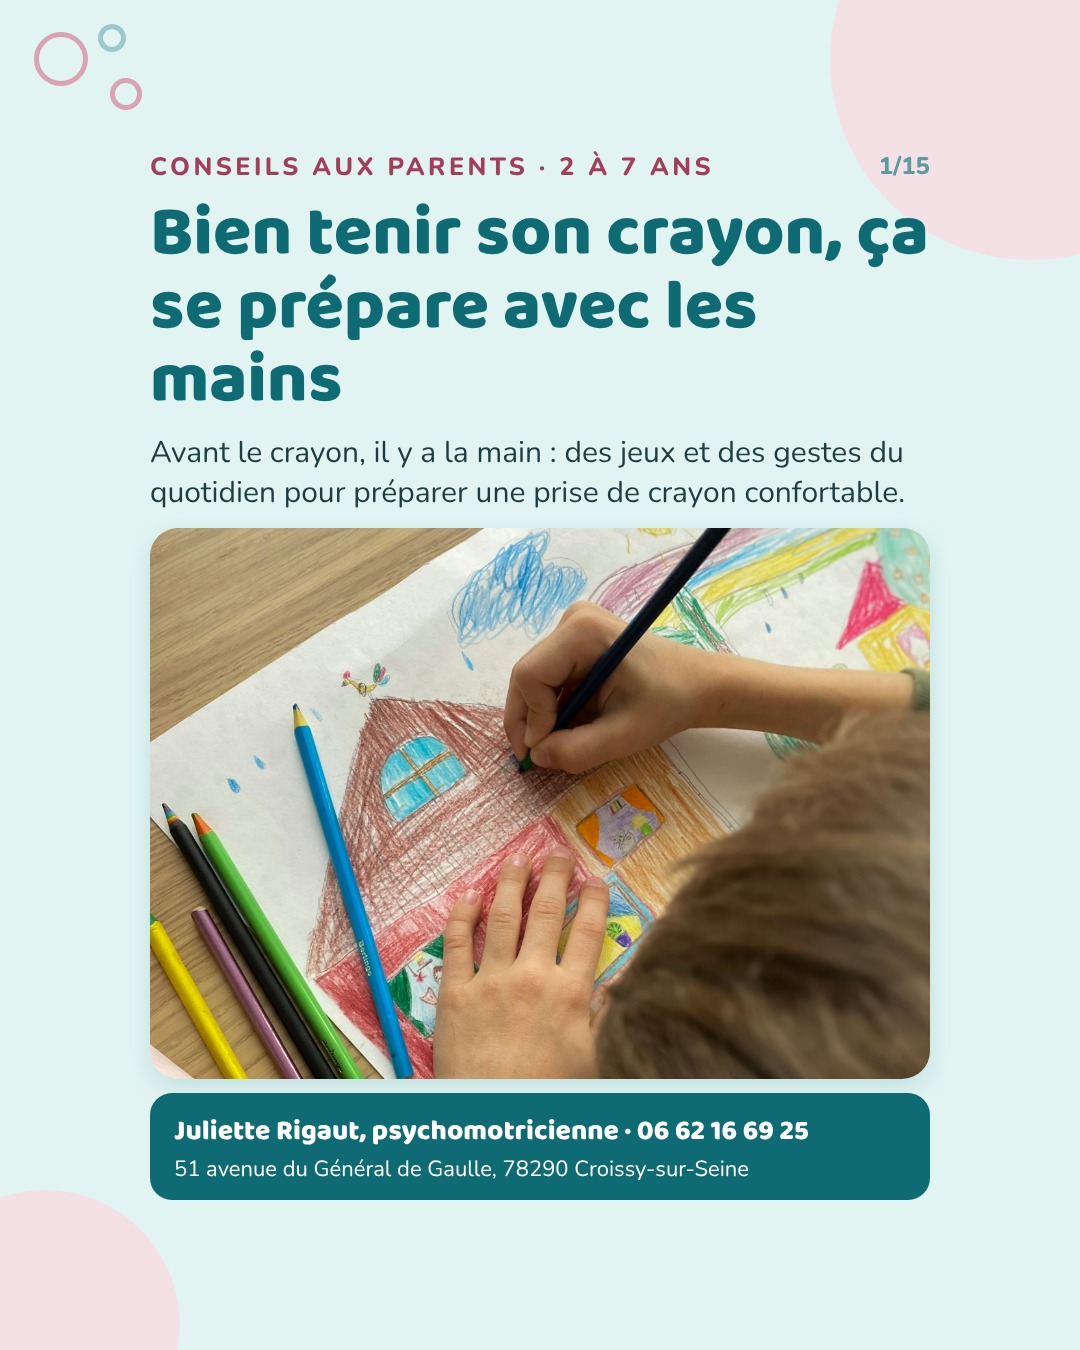 CONSEILS AUX PARENTS · 2 À 7 ANS
1/15
Bien tenir son crayon, ça
se prépare avec les
mains
Avant le crayon, il y a la main : des jeux et des gestes du
quotidien pour préparer une prise de crayon confortable.
Juliette Rigaut, psychomotricienne · 06 62 16 69 25
51 avenue du Général de Gaulle, 78290 Croissy-sur-Seine